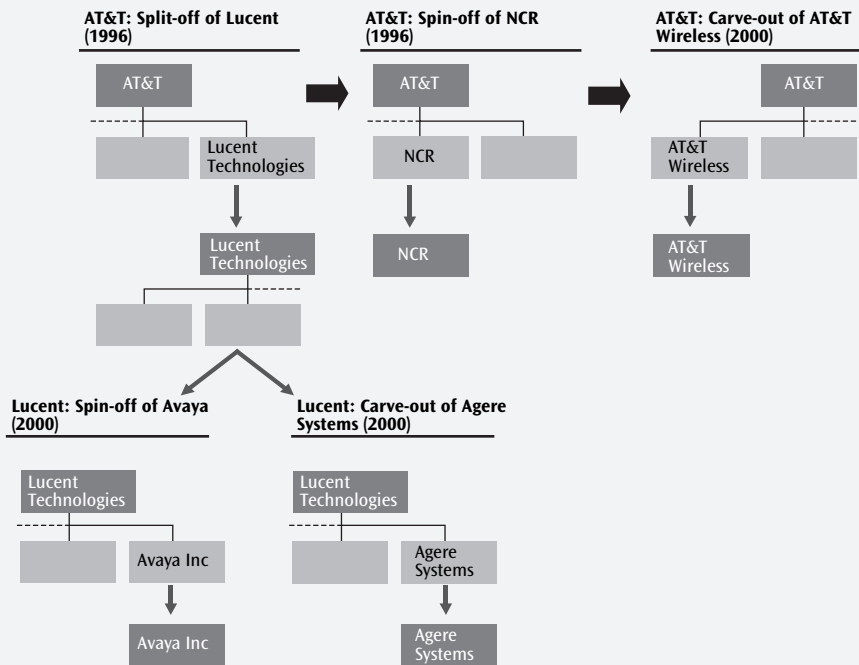 AT&T: Split-off of Lucent
(1996)
AT&T: Spin-off of NCR
(1996)
AT&T: Carve-out of AT&T
Wireless (2000)
AT&T
AT&T
AT&T
Lucent
Technologies
NCR
AT&T
Wireless
Lucent
Technologies
NCR
AT&T
Wireless
Lucent: Spin-off of Avaya
(2000)
Lucent: Carve-out of Agere
Systems (2000)
Lucent
Technologies
Lucent
Technologies
Avaya Inc
Agere
Systems
Avaya Inc
Agere
Systems